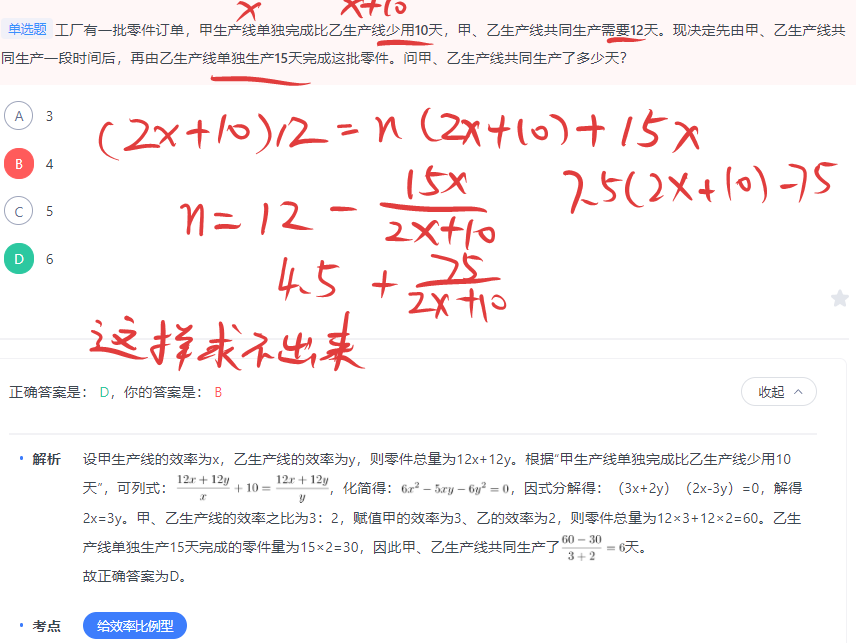 x x+10
单选题 工厂有一批零件订单，甲生产线单独完成比乙生产线少用10天，甲、乙生产线共同生产需要12天。现决定先由甲、乙生产线共
同生产一段时间后，再由乙生产线单独生产15天完成这批零件。问甲、乙生产线共同生产了多少天？
A 3
(2x+10)12 = n(2x+10)+15x
B 4
n = 12 - 15x/(2x+10) 7.5(2x+10)-75
C 5
D 6
4.5 + 75/(2x+10)
这样求不出来
正确答案是： D， 你的答案是： B
收起
• 解析 设甲生产线的效率为x，乙生产线的效率为y，则零件总量为12x+12y。根据“甲生产线单独完成比乙生产线少用10
天”，可列式：(12x+12y)/x+10=(12x+12y)/y，化简得：6x²−5xy−6y²=0，因式分解得：（3x+2y）（2x-3y）=0，解得
2x=3y。甲、乙生产线的效率之比为3：2，赋值甲的效率为3、乙的效率为2，则零件总量为12×3+12×2=60。乙生
产线单独生产15天完成的零件量为15×2=30，因此甲、乙生产线共同生产了(60−30)/(3+2)=6天。
故正确答案为D。
• 考点 给效率比例型